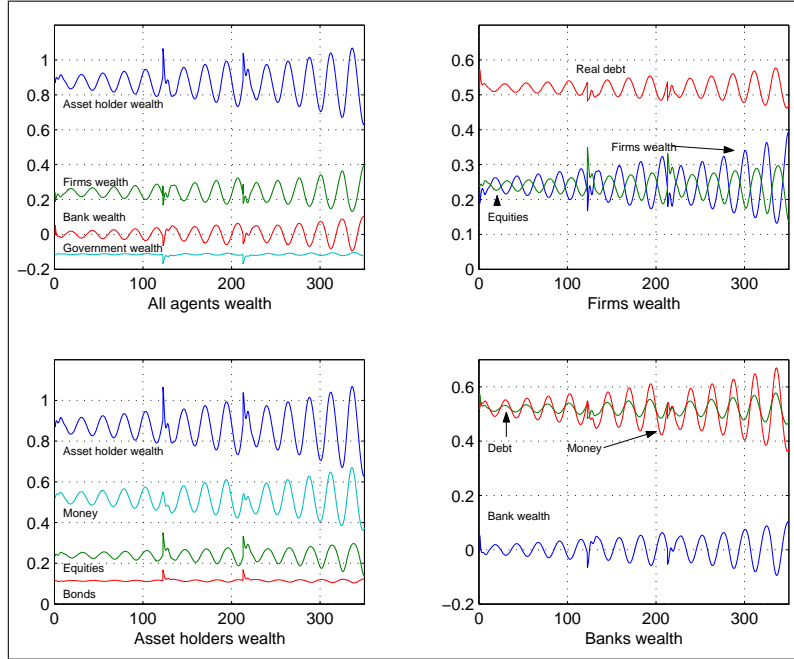 1
0.8
0.6
0.4
0.2
0
−0.2
Asset holder wealth
Firms wealth
Bank wealth
Government wealth
0 100 200 300
All agents wealth
0.6
0.5
0.4
0.3
0.2
0.1
0
Real debt
Firms wealth
Equities
0 100 200 300
Firms wealth
1
0.8
0.6
0.4
0.2
0
Asset holder wealth
Money
Equities
Bonds
0 100 200 300
Asset holders wealth
0.6
0.4
0.2
0
−0.2
Debt
Money
Bank wealth
0 100 200 300
Banks wealth